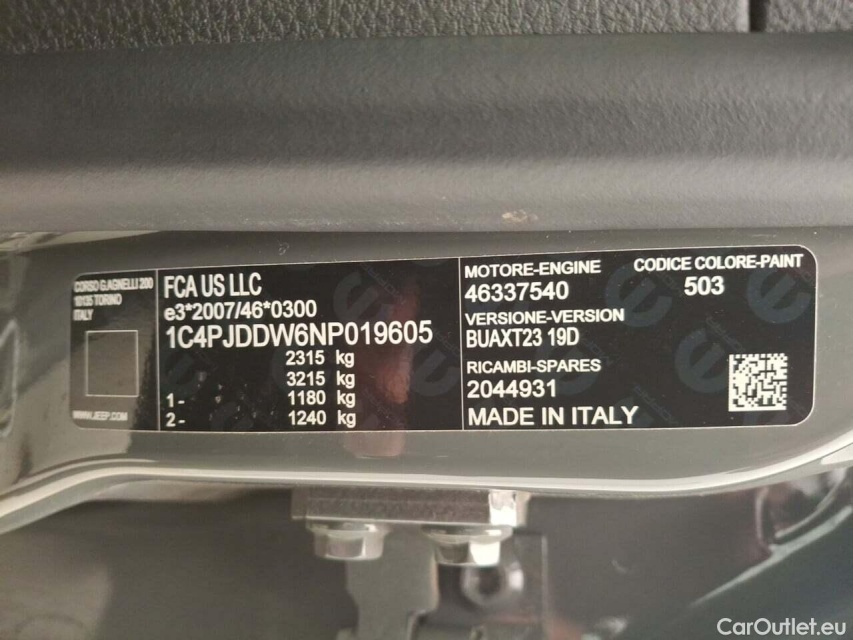 CORSO G.AGNELLI 200
10135 TORINO
ITALY
WWW.JEEP.COM
FCA US LLC
e3*2007/46*0300
1C4PJDDW6NP019605
2315 kg
3215 kg
1- 1180 kg
2- 1240 kg
MOTORE-ENGINE
46337540
CODICE COLORE-PAINT
503
VERSIONE-VERSION
BUAXT23 19D
RICAMBI-SPARES
2044931
MADE IN ITALY
CarOutlet.eu